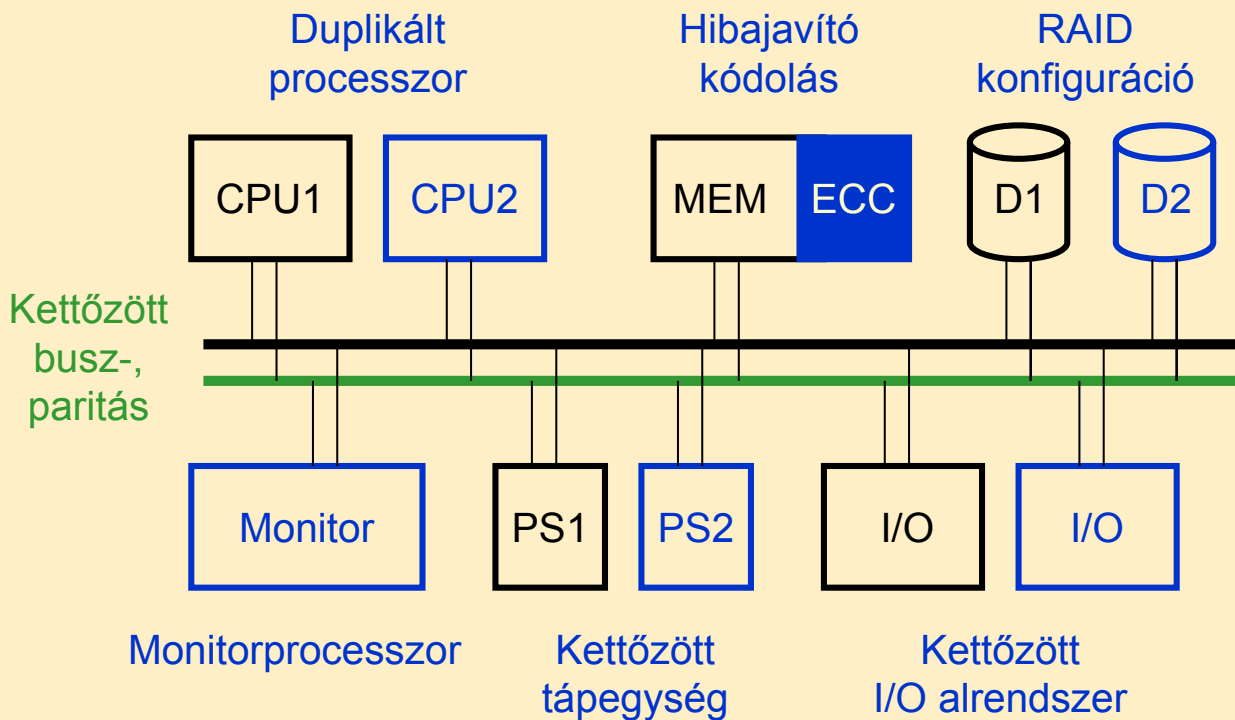 Duplikált
processzor
Hibajavító
kódolás
RAID
konfiguráció
CPU1
CPU2
MEM
ECC
D1
D2
Kettőzött
busz-,
paritás
Monitor
PS1
PS2
I/O
I/O
Monitorprocesszor
Kettőzött
tápegység
Kettőzött
I/O alrendszer